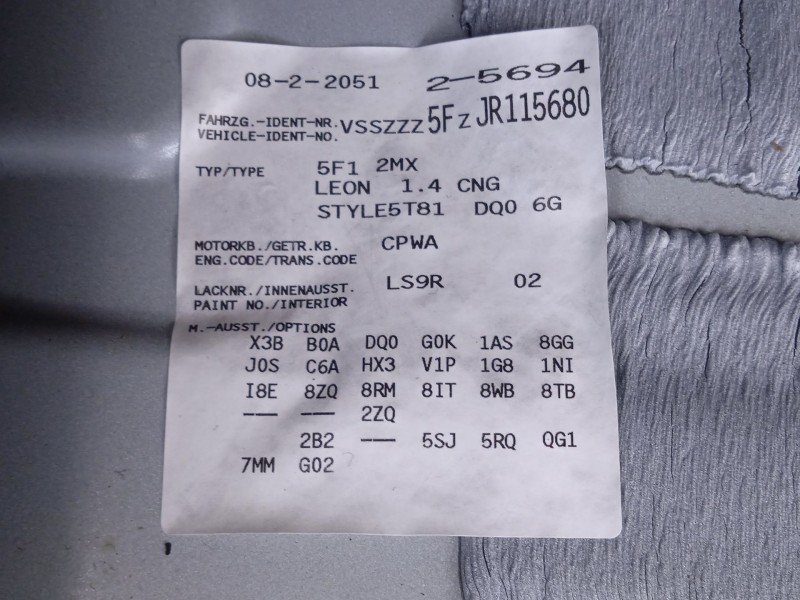 08-2-2051 2-5694
FAHRZG.-IDENT-NR.
VEHICLE-IDENT-NO. VSSZZZ5FZJR115680
TYP/TYPE 5F1 2MX
LEON 1.4 CNG
STYLE5T81 DQ0 6G
MOTORKB./GETR.KB. CPWA
ENG.CODE/TRANS.CODE
LACKNR./INNENAUSST. LS9R 02
PAINT NO./INTERIOR
M.-AUSST./OPTIONS
X3B B0A DQ0 G0K 1AS 8GG
J0S C6A HX3 V1P 1G8 1NI
I8E 8ZQ 8RM 8IT 8WB 8TB
--- --- 2ZQ
2B2 --- 5SJ 5RQ QG1
7MM G02